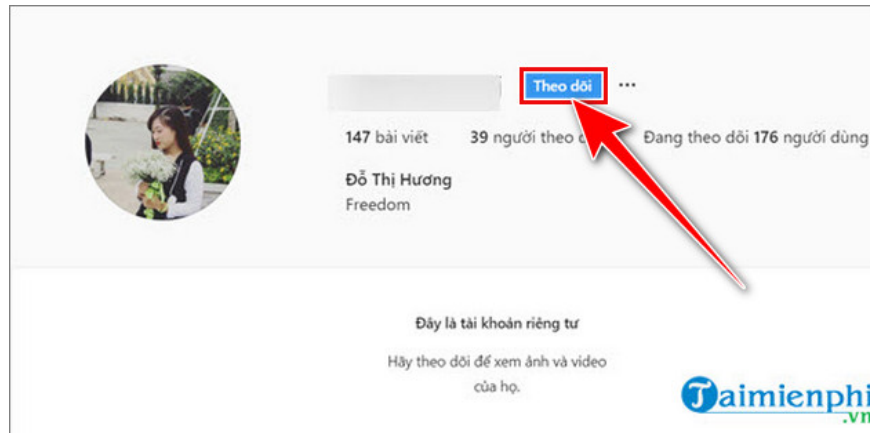 Theo dõi ...
147 bài viết 39 người theo Đang theo dõi 176 người dùng
Đỗ Thị Hương
Freedom
Đây là tài khoản riêng tư
Hãy theo dõi để xem ảnh và video
của họ.
Taimienphi
.vn